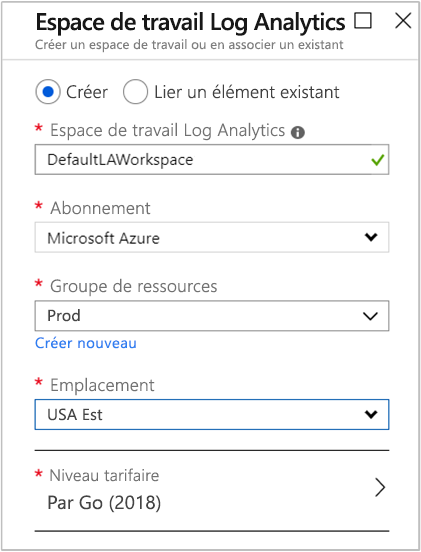 Espace de travail Log Analytics
Créer un espace de travail ou en associer un existant
Créer
Lier un élément existant
* Espace de travail Log Analytics
DefaultLAWorkspace
* Abonnement
Microsoft Azure
* Groupe de ressources
Prod
Créer nouveau
* Emplacement
USA Est
* Niveau tarifaire
Par Go (2018)